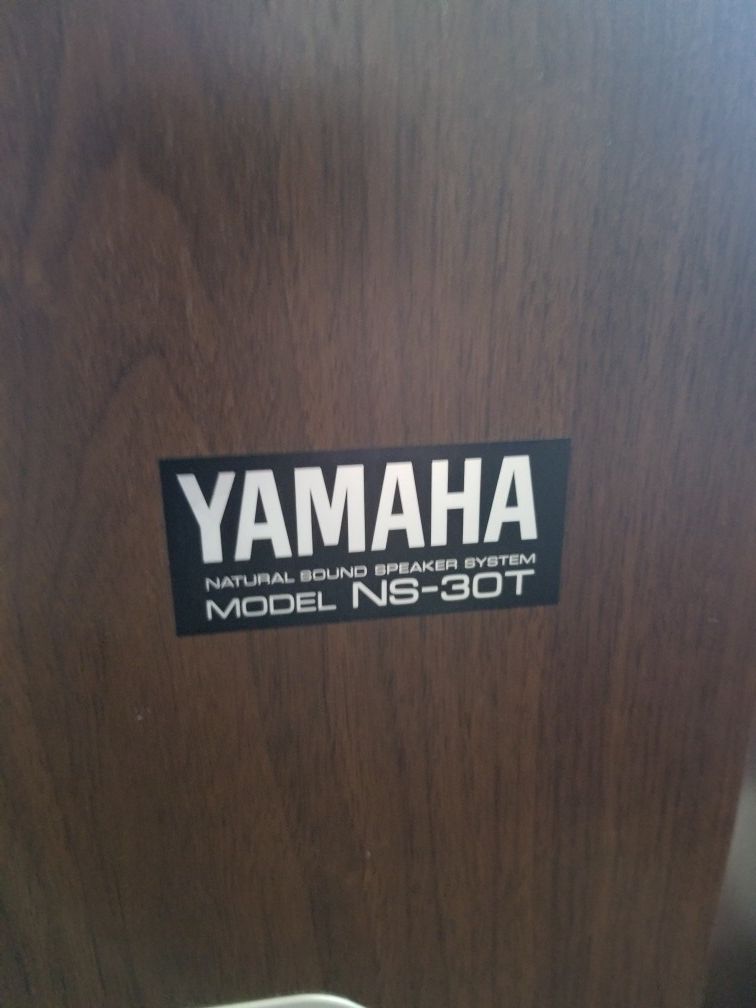 YAMAHA
NATURAL SOUND SPEAKER SYSTEM
MODEL NS-30T